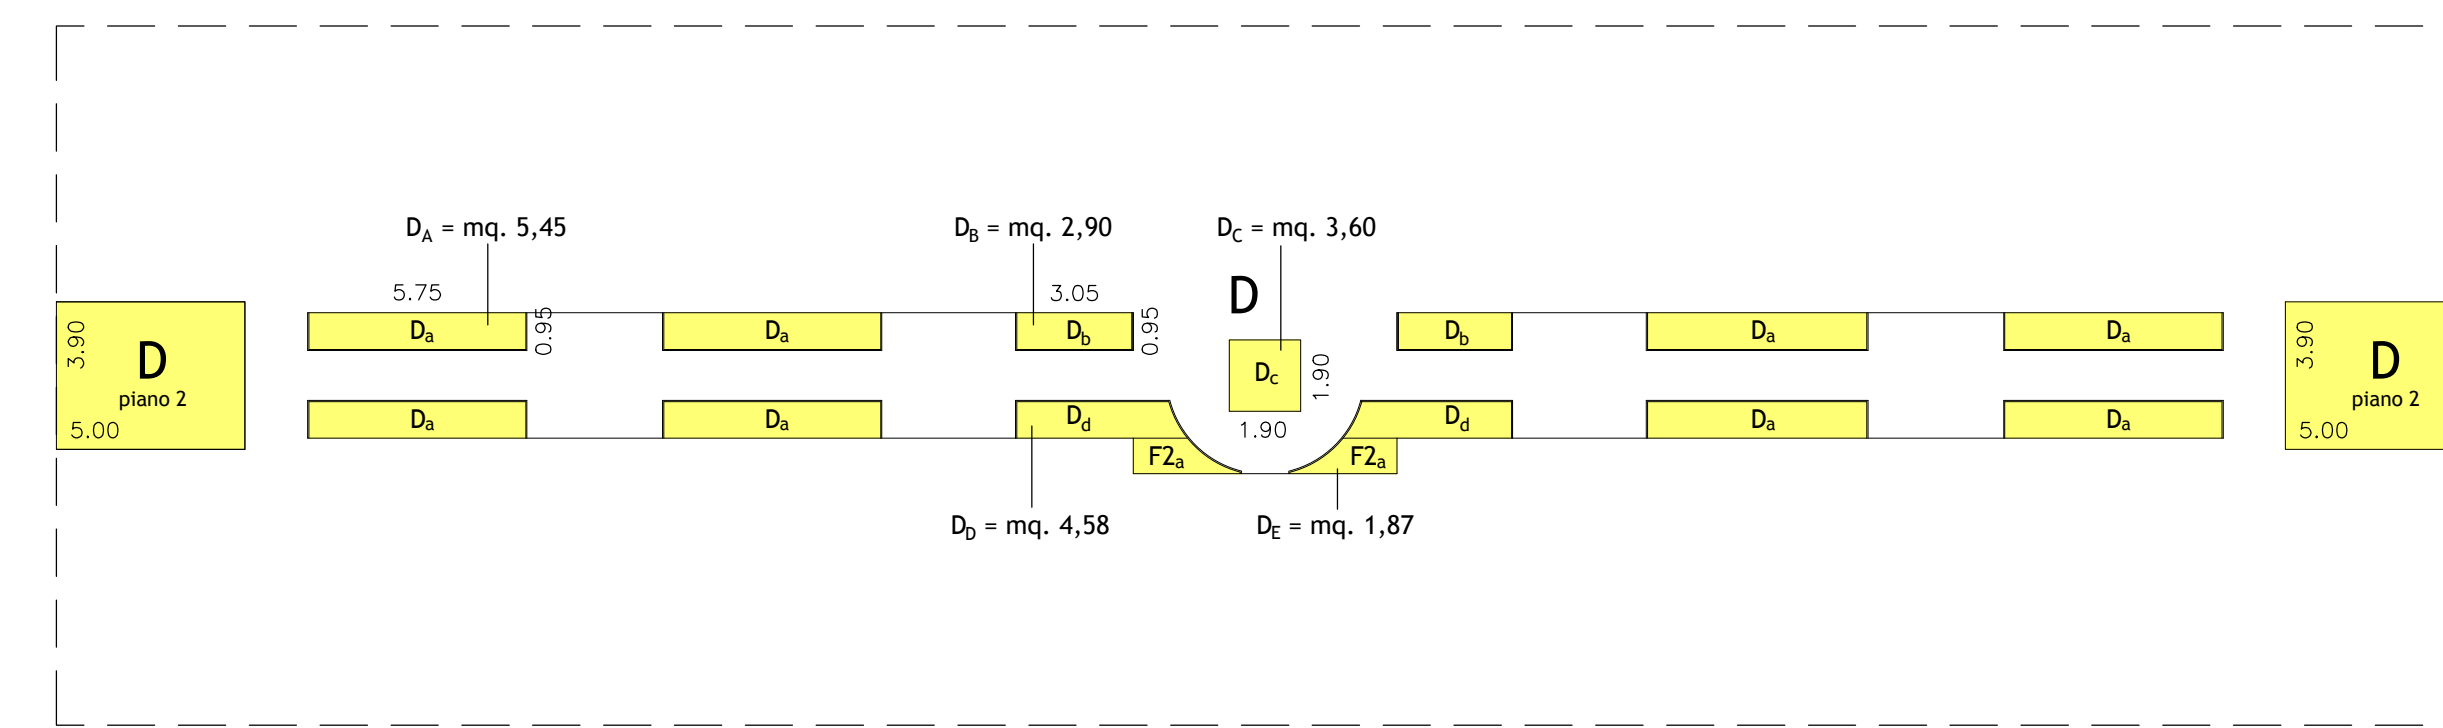 D_A = mq. 5,45
D_B = mq. 2,90
D_C = mq. 3,60
D
5.75
3.05
3.90
D
piano 2
5.00
Da
0.95
Da
Db
0.95
Dc
1.90
1.90
Db
Da
Da
3.90
D
piano 2
5.00
Da
Da
Dd
Dd
Da
Da
F2a
F2a
D_D = mq. 4,58
D_E = mq. 1,87